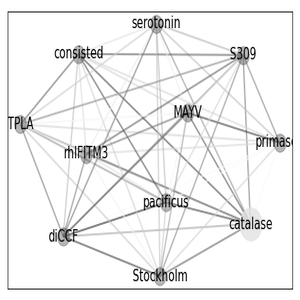 serotonin
consisted
S309
MAYV
TPLA
primase
rhIFITM3
pacificus
catalase
diCCF
Stockholm